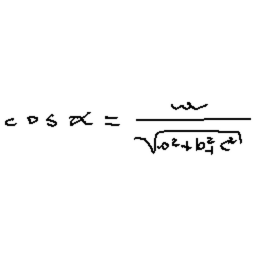 cos α = a / √(a² + b² + c²)